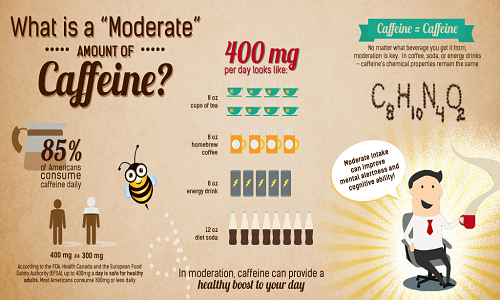 What is a "Moderate"
AMOUNT OF
Caffeine?
85%
of Americans
consume
caffeine daily
400 mg vs 300 mg
According to the FDA, Health Canada and the European Food
Safety Authority (EFSA), up to 400mg a day is safe for healthy
adults. Most Americans consume 300mg or less daily
400 mg
per day looks like:
8 oz
cups of tea
8 oz
homebrew
coffee
8 oz
energy drink
12 oz
diet soda
In moderation, caffeine can provide a
healthy boost to your day
Caffeine = Caffeine
No matter what beverage you get it from,
moderation is key. In coffee, soda, or energy drinks
- caffeine's chemical properties remain the same
C8H10N4O2
Moderate intake
can improve
mental alertness and
cognitive ability!